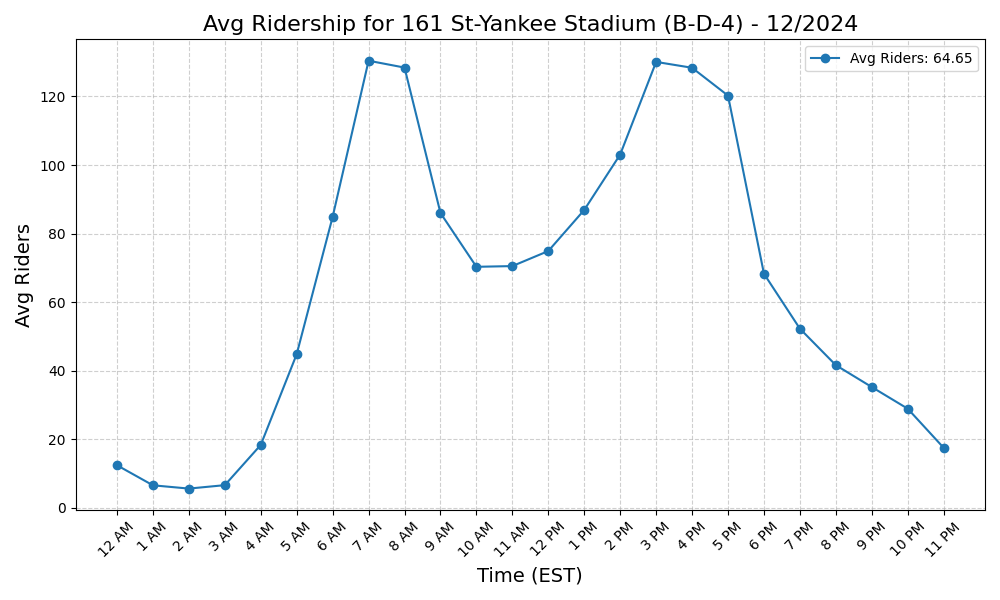 Avg Ridership for 161 St-Yankee Stadium (B-D-4) - 12/2024
Avg Riders: 64.65
Avg Riders
120
100
80
60
40
20
0
12 AM
1 AM
2 AM
3 AM
4 AM
5 AM
6 AM
7 AM
8 AM
9 AM
10 AM
11 AM
12 PM
1 PM
2 PM
3 PM
4 PM
5 PM
6 PM
7 PM
8 PM
9 PM
10 PM
11 PM
Time (EST)